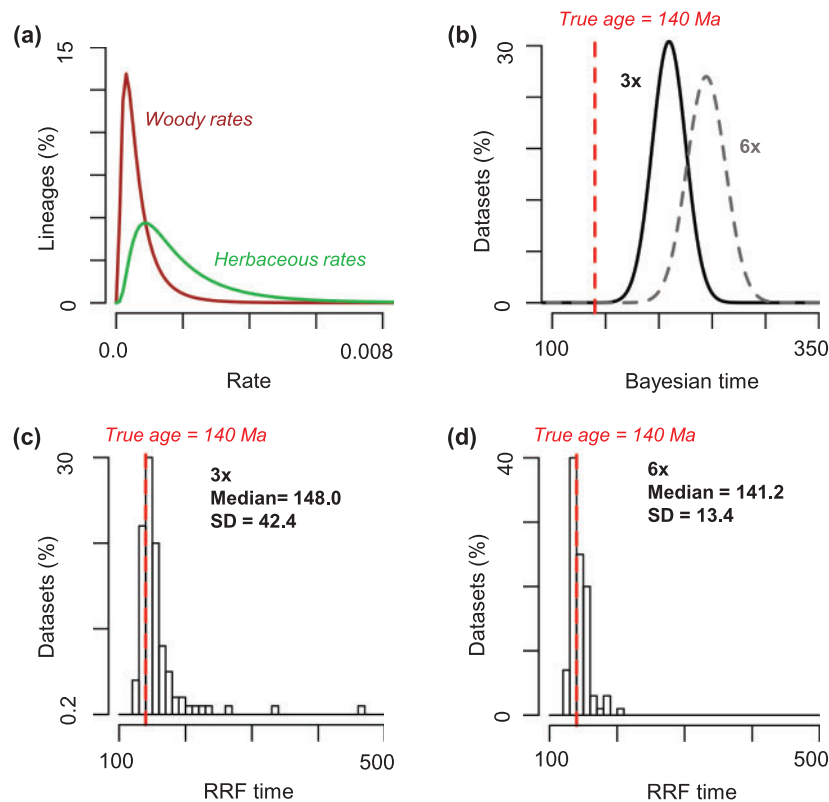 (a)
15
Lineages (%)
0
Woody rates
Herbaceous rates
0.0
0.008
Rate
True age = 140 Ma
(b)
30
Datasets (%)
0
3x
6x
100
350
Bayesian time
(c)
True age = 140 Ma
30
Datasets (%)
0.2
3x
Median= 148.0
SD = 42.4
100
500
RRF time
(d)
True age = 140 Ma
40
Datasets (%)
0
6x
Median = 141.2
SD = 13.4
100
500
RRF time